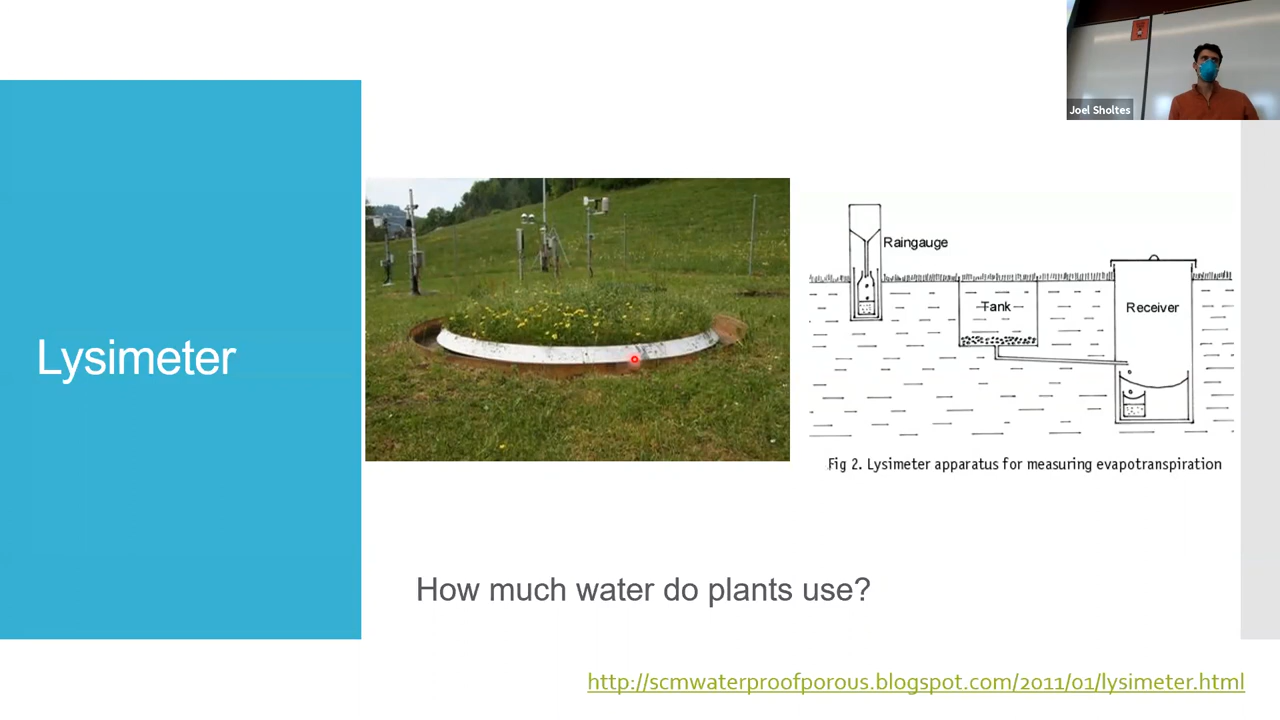 Joel Sholtes
Lysimeter
Raingauge
Tank
Receiver
Fig 2. Lysimeter apparatus for measuring evapotranspiration
How much water do plants use?
http://scmwaterproofporous.blogspot.com/2011/01/lysimeter.html